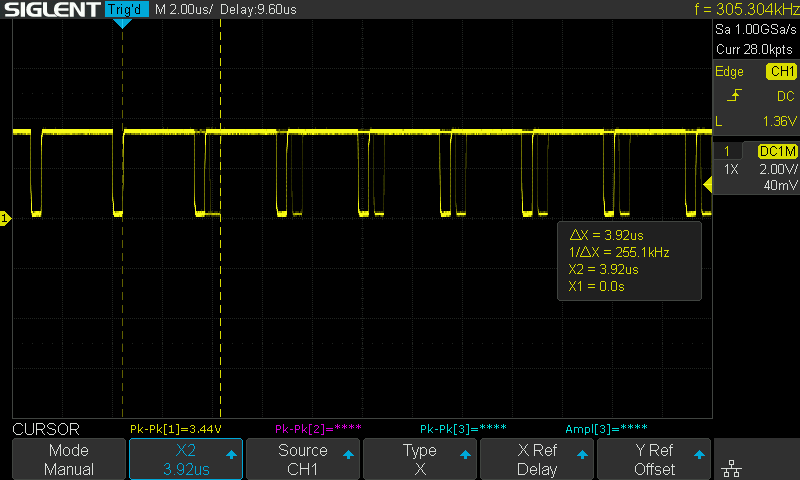 SIGLENT Trig'd M 2.00us/ Delay:9.60us f = 305.304kHz
Sa 1.00GSa/s
Curr 28.0kpts
Edge CH1
DC
L 1.36V
1 DC1M
1X 2.00V/
40mV
1
ΔX = 3.92us
1/ΔX = 255.1kHz
X2 = 3.92us
X1 = 0.0s
CURSOR Pk-Pk[1]=3.44V Pk-Pk[2]=**** Pk-Pk[3]=**** Ampl[3]=****
Mode X2 Source Type X Ref Y Ref
Manual 3.92us CH1 X Delay Offset